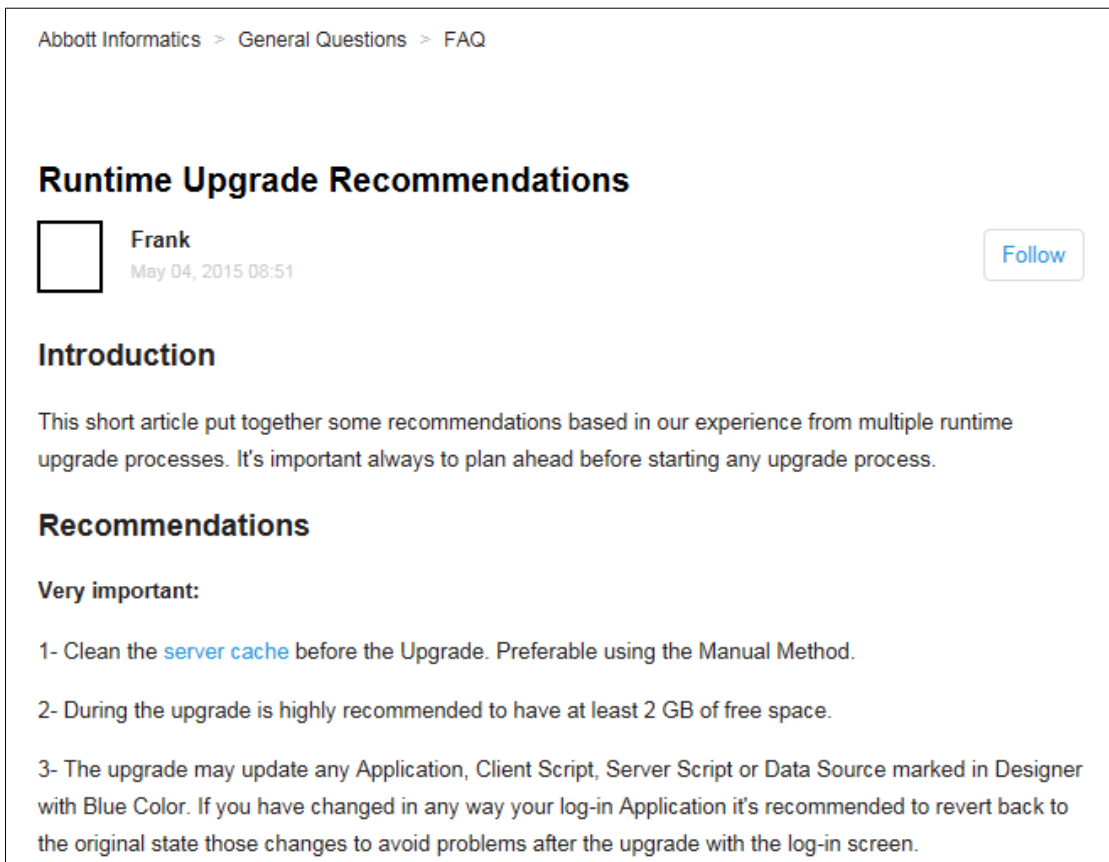 Abbott Informatics > General Questions > FAQ
Runtime Upgrade Recommendations
Frank
May 04, 2015 08:51
Follow
Introduction
This short article put together some recommendations based in our experience from multiple runtime
upgrade processes. It's important always to plan ahead before starting any upgrade process.
Recommendations
Very important:
1- Clean the server cache before the Upgrade. Preferable using the Manual Method.
2- During the upgrade is highly recommended to have at least 2 GB of free space.
3- The upgrade may update any Application, Client Script, Server Script or Data Source marked in Designer
with Blue Color. If you have changed in any way your log-in Application it's recommended to revert back to
the original state those changes to avoid problems after the upgrade with the log-in screen.